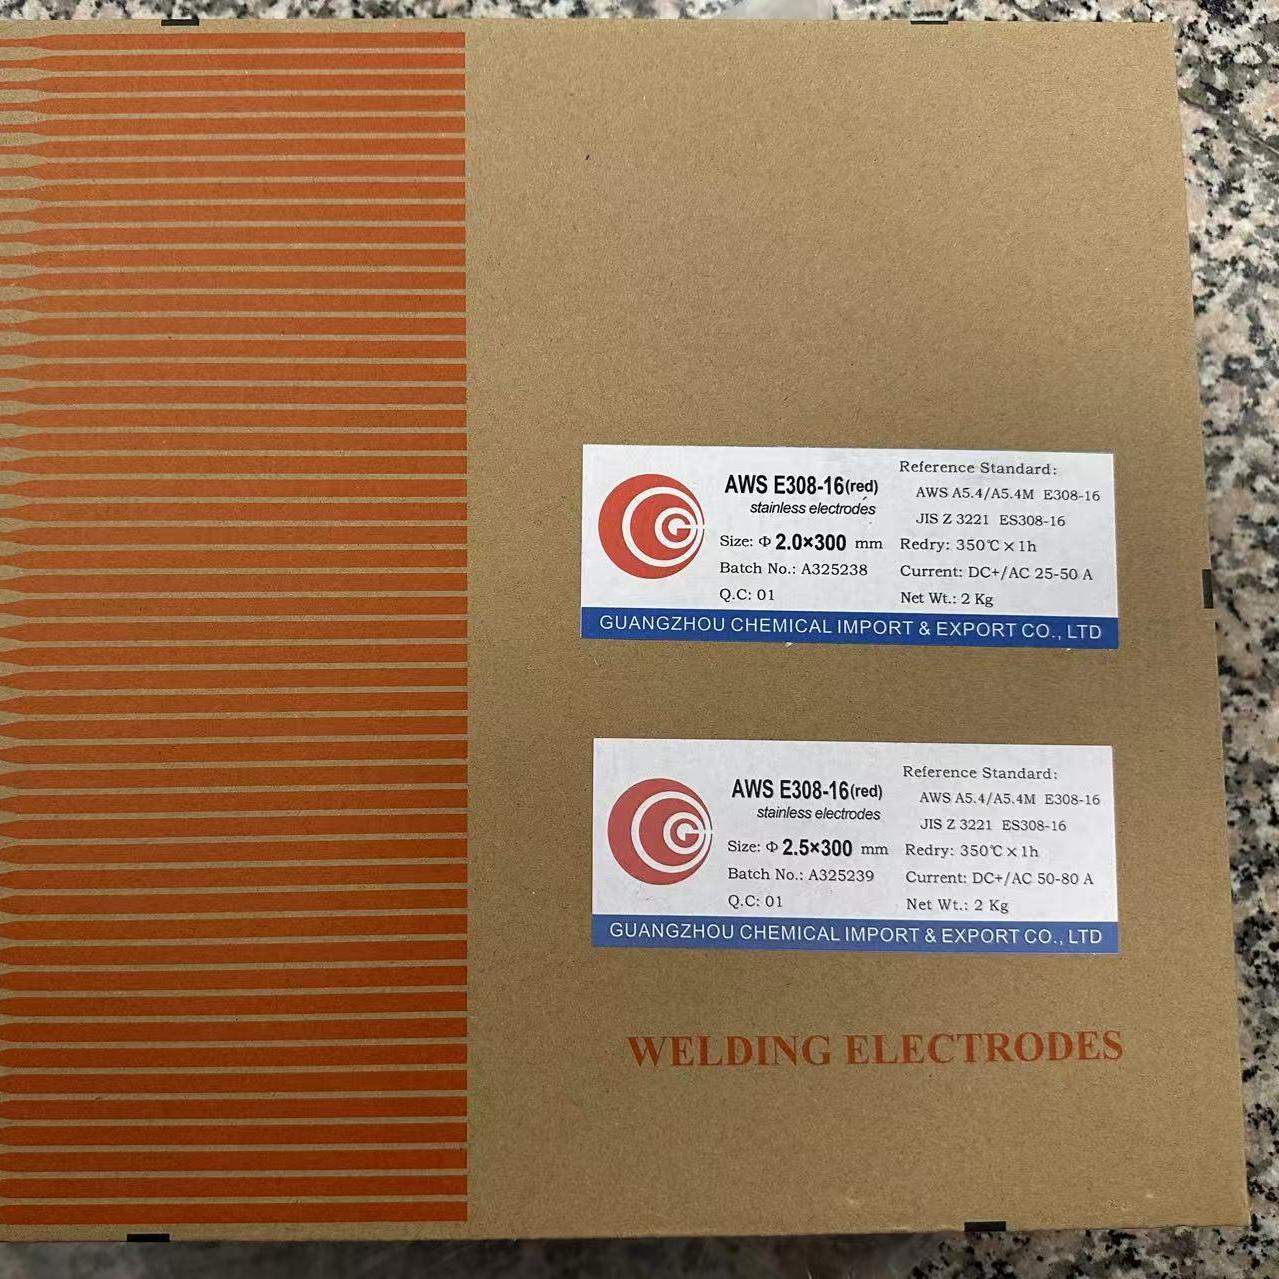 AWS E308-16(red)
stainless electrodes
Size: Φ 2.0×300 mm
Batch No.: A325238
Q.C: 01
Reference Standard:
AWS A5.4/A5.4M E308-16
JIS Z 3221 ES308-16
Redry: 350℃×1h
Current: DC+/AC 25-50 A
Net Wt.: 2 Kg
GUANGZHOU CHEMICAL IMPORT & EXPORT CO., LTD
AWS E308-16(red)
stainless electrodes
Size: Φ 2.5×300 mm
Batch No.: A325239
Q.C: 01
Reference Standard:
AWS A5.4/A5.4M E308-16
JIS Z 3221 ES308-16
Redry: 350℃×1h
Current: DC+/AC 50-80 A
Net Wt.: 2 Kg
GUANGZHOU CHEMICAL IMPORT & EXPORT CO., LTD
WELDING ELECTRODES